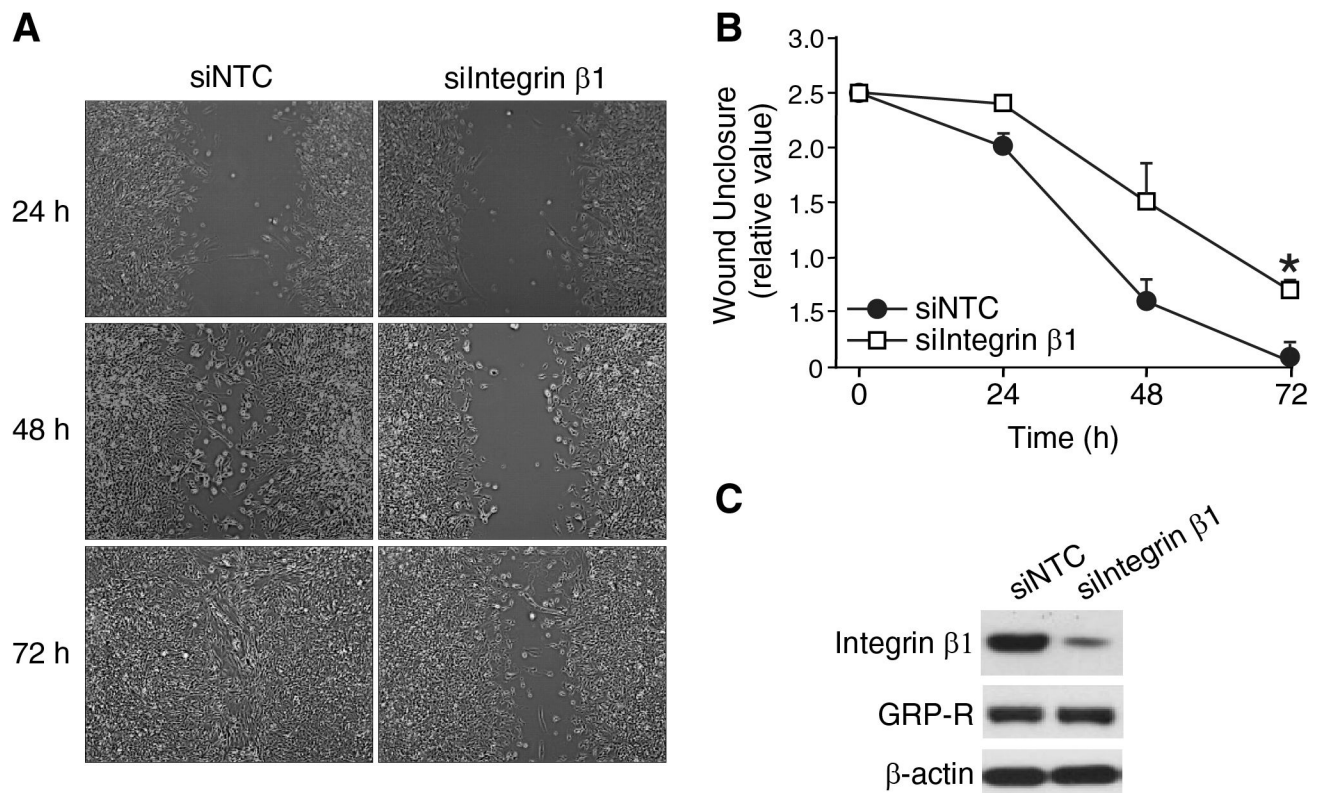 A
siNTC
siIntegrin β1
24 h
48 h
72 h
B
Wound Unclosure
(relative value)
3.0
2.5
2.0
1.5
1.0
1.5
0
siNTC
siIntegrin β1
0
24
48
72
*
Time (h)
C
siNTC
siIntegrin β1
Integrin β1
GRP-R
β-actin